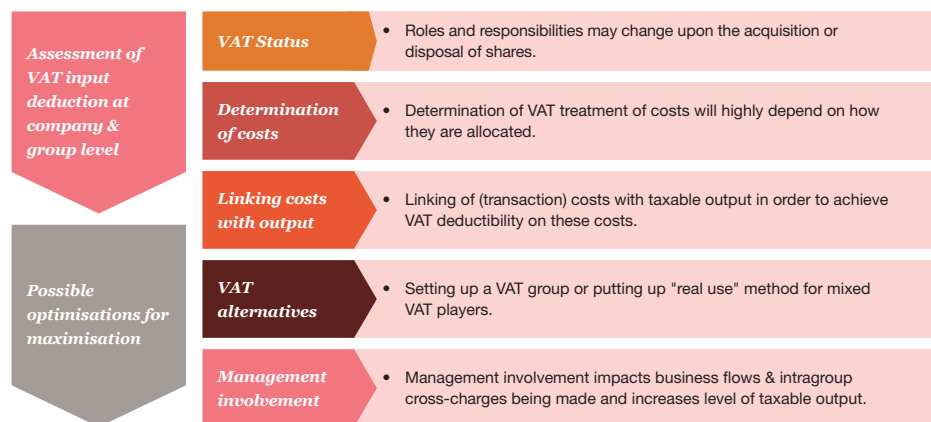 Assessment of
VAT input
deduction at
company &
group level
Possible
optimisations for
maximisation
VAT Status
• Roles and responsibilities may change upon the acquisition or
disposal of shares.
Determination
of costs
• Determination of VAT treatment of costs will highly depend on how
they are allocated.
Linking costs
with output
• Linking of (transaction) costs with taxable output in order to achieve
VAT deductibility on these costs.
VAT
alternatives
• Setting up a VAT group or putting up "real use" method for mixed
VAT players.
Management
involvement
• Management involvement impacts business flows & intragroup
cross-charges being made and increases level of taxable output.